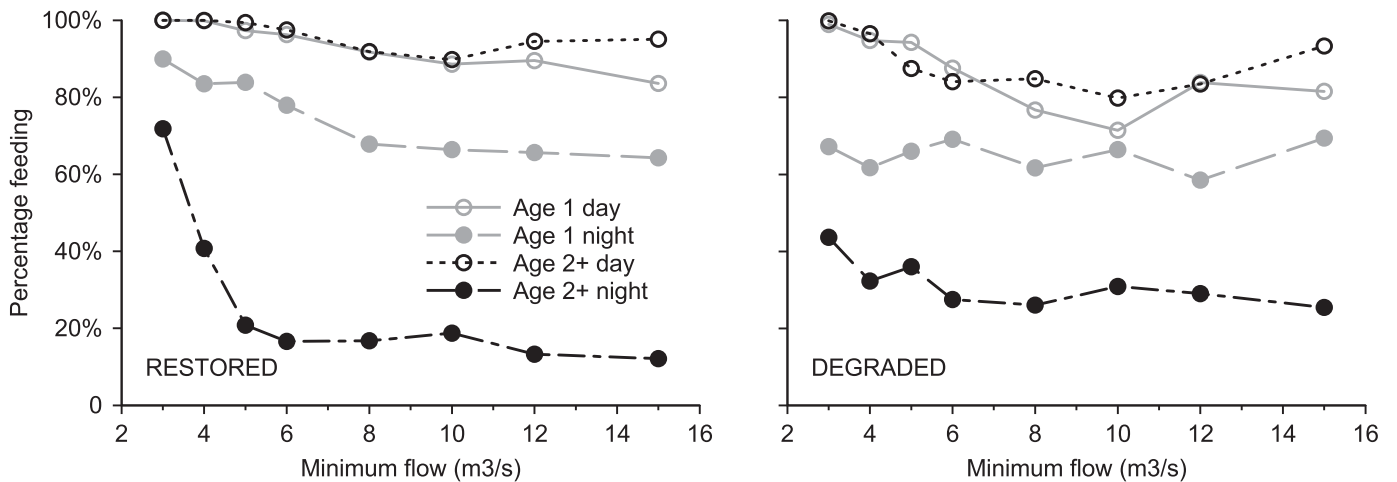 Percentage feeding
100%
80%
60%
40%
20%
0
Age 1 day
Age 1 night
Age 2+ day
Age 2+ night
RESTORED
2 4 6 8 10 12 14 16
Minimum flow (m3/s)
DEGRADED
2 4 6 8 10 12 14 16
Minimum flow (m3/s)